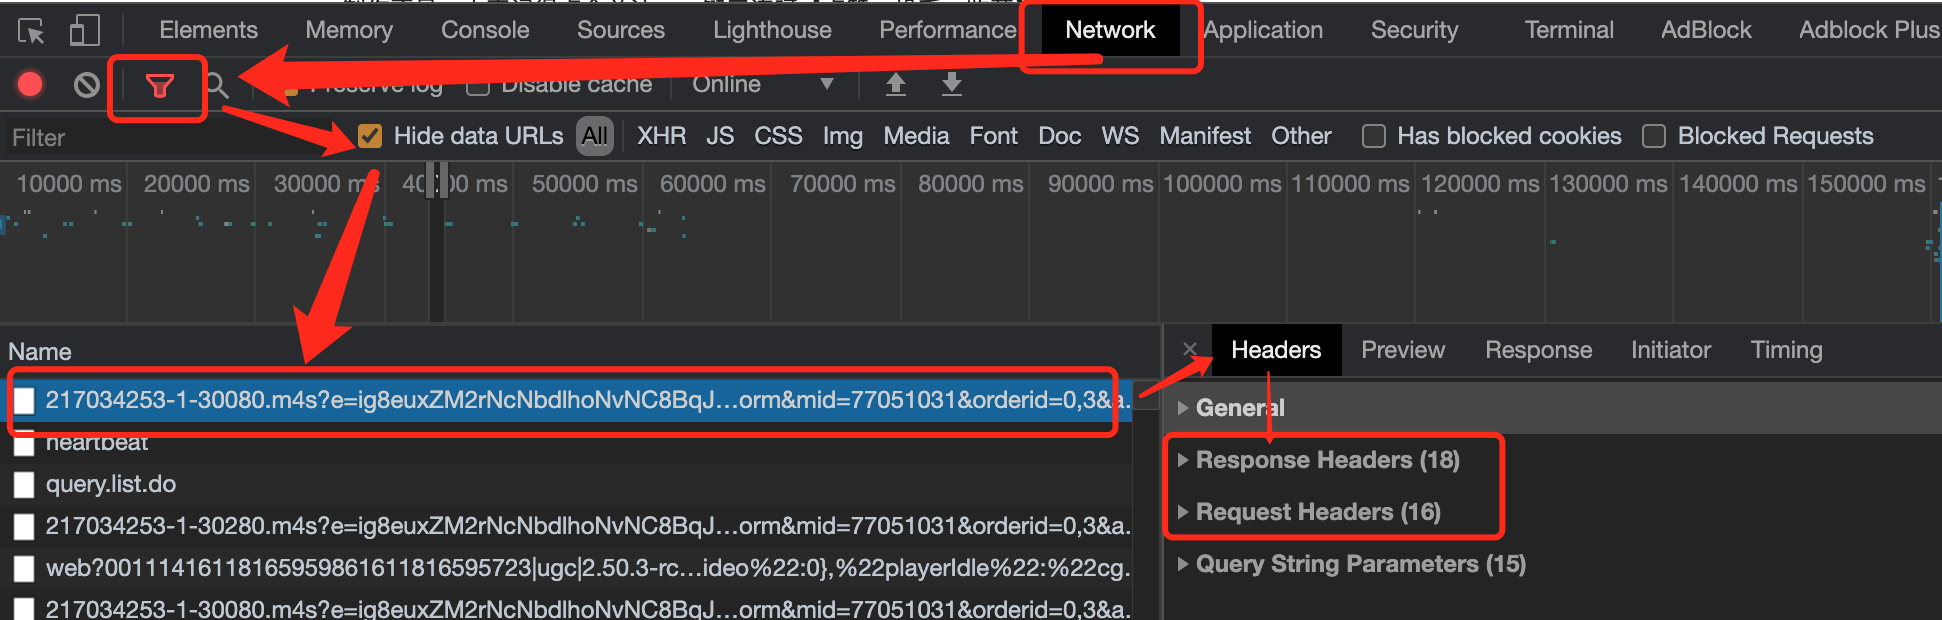 Elements Memory Console Sources Lighthouse Performance Network Application Security Terminal AdBlock Adblock Plus
Preserve log Disable cache Online
Filter Hide data URLs All XHR JS CSS Img Media Font Doc WS Manifest Other Has blocked cookies Blocked Requests
10000 ms 20000 ms 30000 ms 40000 ms 50000 ms 60000 ms 70000 ms 80000 ms 90000 ms 100000 ms 110000 ms 120000 ms 130000 ms 140000 ms 150000 ms
Name
× Headers Preview Response Initiator Timing
217034253-1-30080.m4s?e=ig8euxZM2rNcNbdlhoNvNC8BqJ…orm&mid=77051031&orderid=0,3&a.
General
heartbeat
Response Headers (18)
query.list.do
Request Headers (16)
217034253-1-30280.m4s?e=ig8euxZM2rNcNbdlhoNvNC8BqJ…orm&mid=77051031&orderid=0,3&a.
web?0011141611816595986161181659​5723|ugc|2.50.3-rc…ideo%22:0},%22playerIdle%22:%22cg.
Query String Parameters (15)
217034253-1-30080.m4s?e=ig8euxZM2rNcNbdlhoNvNC8BqJ…orm&mid=77051031&orderid=0,3&a.